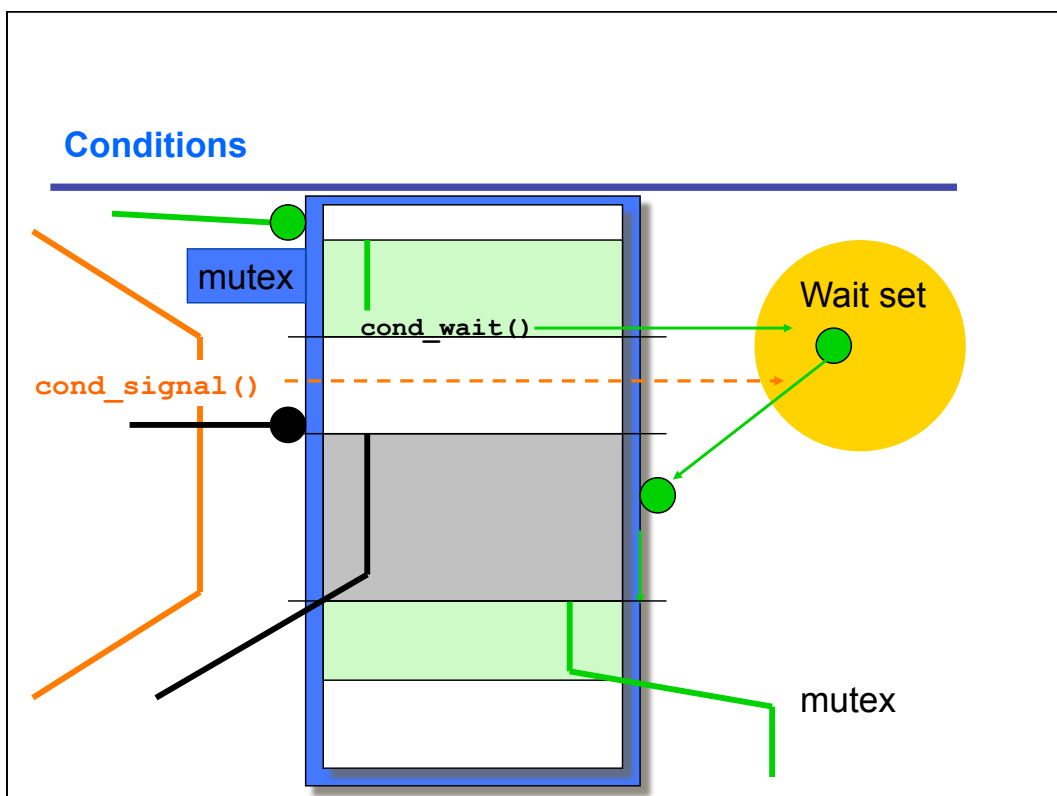 Conditions
mutex
Wait set
cond_wait()
cond_signal()
mutex